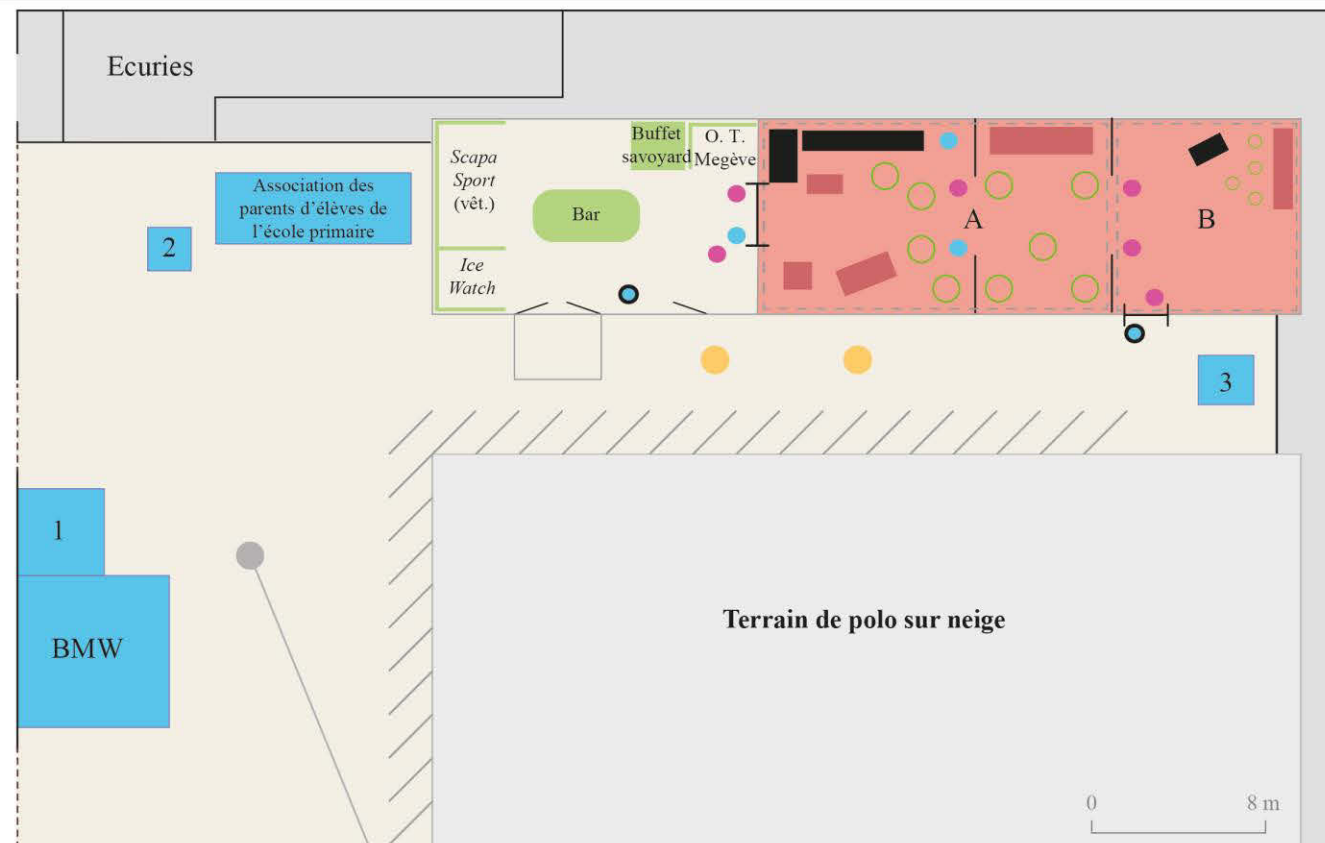 Ecuries
Association des
parents d’élèves de
l’école primaire
2
Scapa
Sport
(vêt.)
Ice
Watch
Bar
Buffet
savoyard
O. T.
Megève
A
B
3
1
BMW
Terrain de polo sur neige
0 8 m